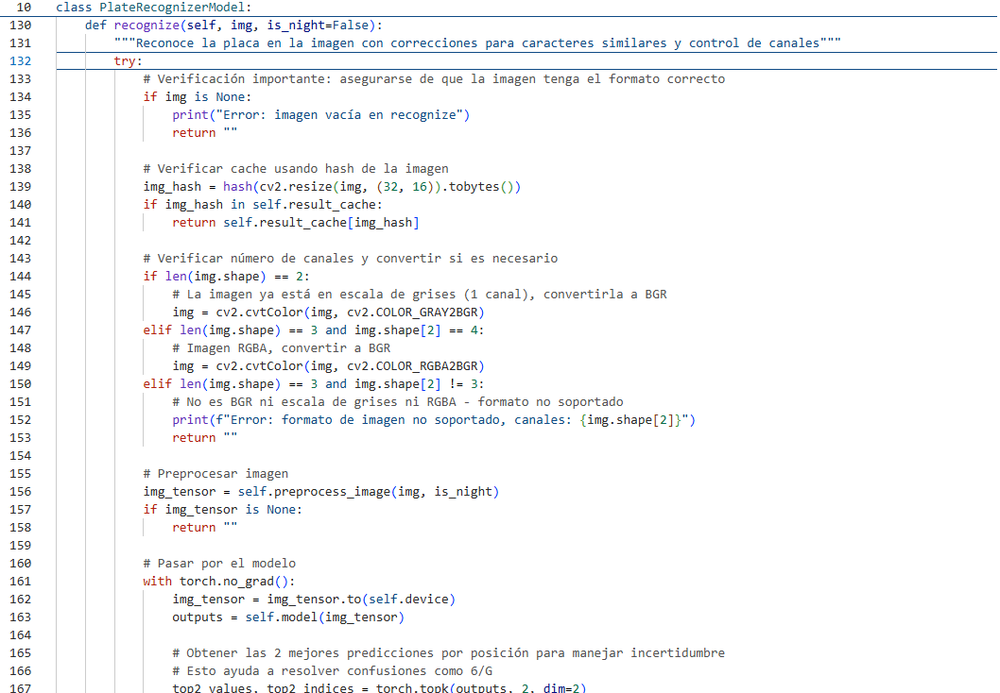 10 class PlateRecognizerModel:
130 def recognize(self, img, is_night=False):
131 """Reconoce la placa en la imagen con correcciones para caracteres similares y control de canales"""
132 try:
133 # Verificación importante: asegurarse de que la imagen tenga el formato correcto
134 if img is None:
135 print("Error: imagen vacía en recognize")
136 return ""
137
138 # Verificar cache usando hash de la imagen
139 img_hash = hash(cv2.resize(img, (32, 16)).tobytes())
140 if img_hash in self.result_cache:
141 return self.result_cache[img_hash]
142
143 # Verificar número de canales y convertir si es necesario
144 if len(img.shape) == 2:
145 # La imagen ya está en escala de grises (1 canal), convertirla a BGR
146 img = cv2.cvtColor(img, cv2.COLOR_GRAY2BGR)
147 elif len(img.shape) == 3 and img.shape[2] == 4:
148 # Imagen RGBA, convertir a BGR
149 img = cv2.cvtColor(img, cv2.COLOR_RGBA2BGR)
150 elif len(img.shape) == 3 and img.shape[2] != 3:
151 # No es BGR ni escala de grises ni RGBA - formato no soportado
152 print(f"Error: formato de imagen no soportado, canales: {img.shape[2]}")
153 return ""
154
155 # Preprocesar imagen
156 img_tensor = self.preprocess_image(img, is_night)
157 if img_tensor is None:
158 return ""
159
160 # Pasar por el modelo
161 with torch.no_grad():
162 img_tensor = img_tensor.to(self.device)
163 outputs = self.model(img_tensor)
164
165 # Obtener las 2 mejores predicciones por posición para manejar incertidumbre
166 # Esto ayuda a resolver confusiones como 6/G
167 top2_values, top2_indices = torch.topk(outputs, 2, dim=2)